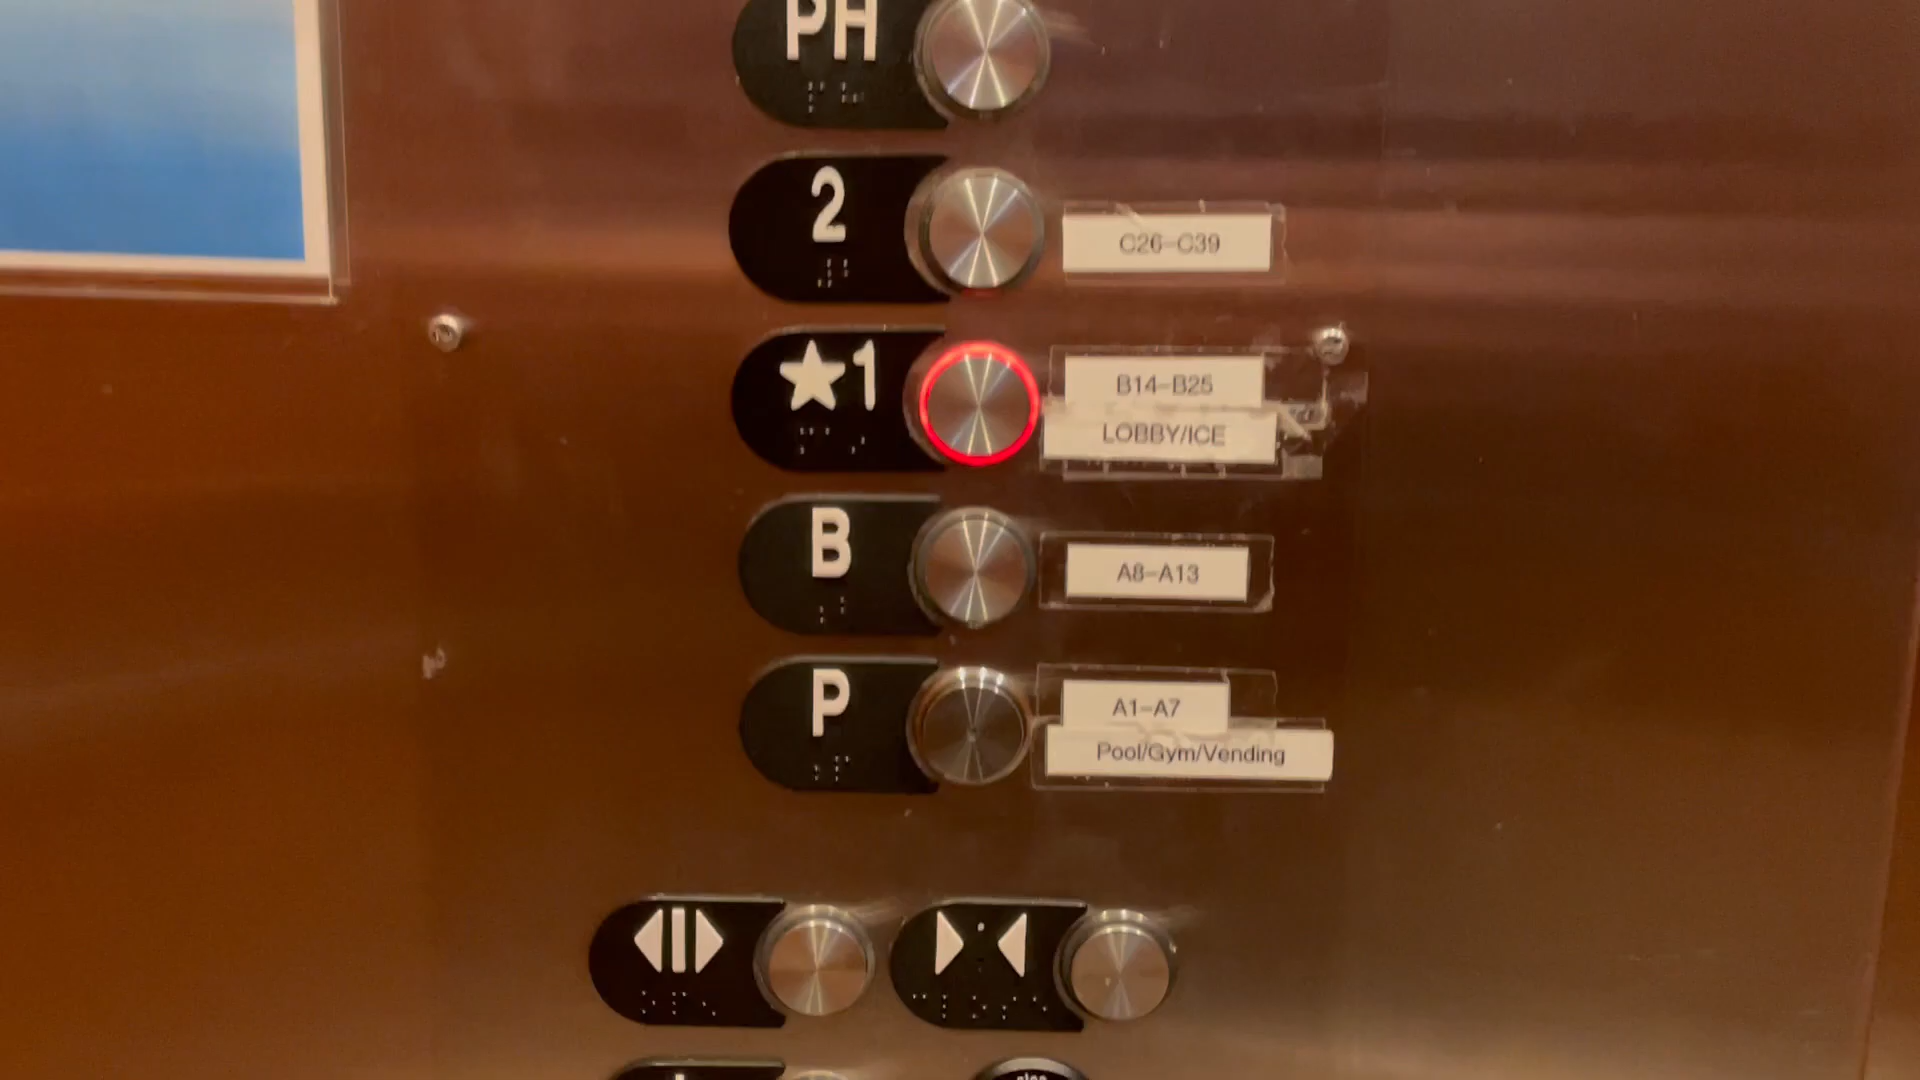 PH
2
C26-C39
★1
B14-B25
LOBBY/ICE
B
A8-A13
P
A1-A7
Pool/Gym/Vending